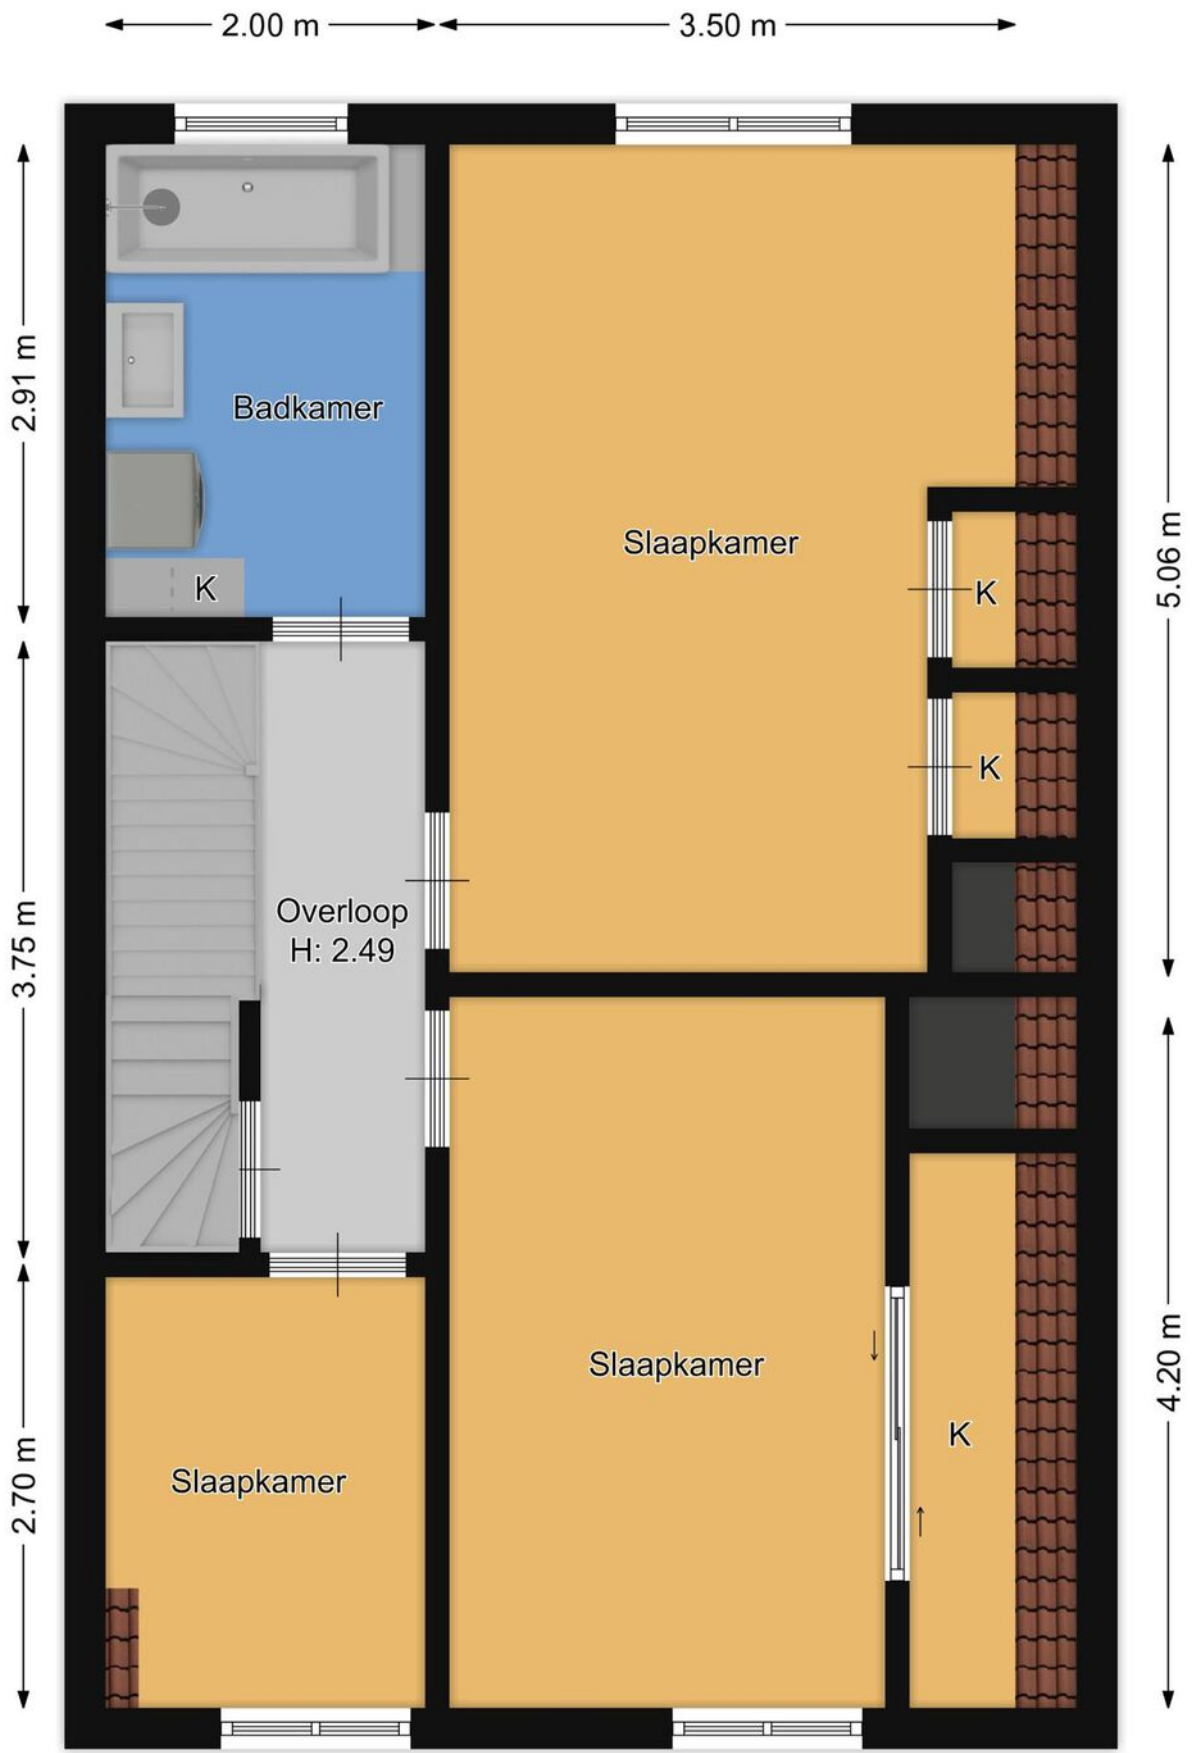 2.00 m
3.50 m
2.91 m
Badkamer
K
Slaapkamer
K
K
5.06 m
3.75 m
Overloop
H: 2.49
Slaapkamer
K
4.20 m
2.70 m
Slaapkamer